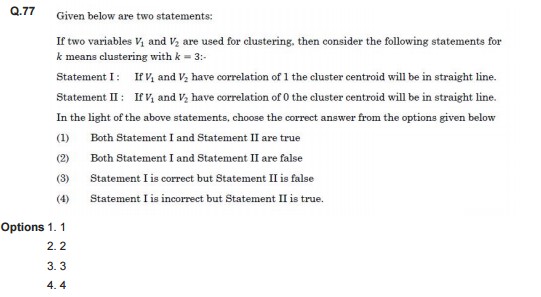 Q.77 Given below are two statements:
If two variables V₁ and V₂ are used for clustering, then consider the following statements for
k means clustering with k = 3:-
Statement I : If V₁ and V₂ have correlation of 1 the cluster centroid will be in straight line.
Statement II : If V₁ and V₂ have correlation of 0 the cluster centroid will be in straight line.
In the light of the above statements, choose the correct answer from the options given below
(1) Both Statement I and Statement II are true
(2) Both Statement I and Statement II are false
(3) Statement I is correct but Statement II is false
(4) Statement I is incorrect but Statement II is true.
Options 1. 1
2. 2
3. 3
4. 4